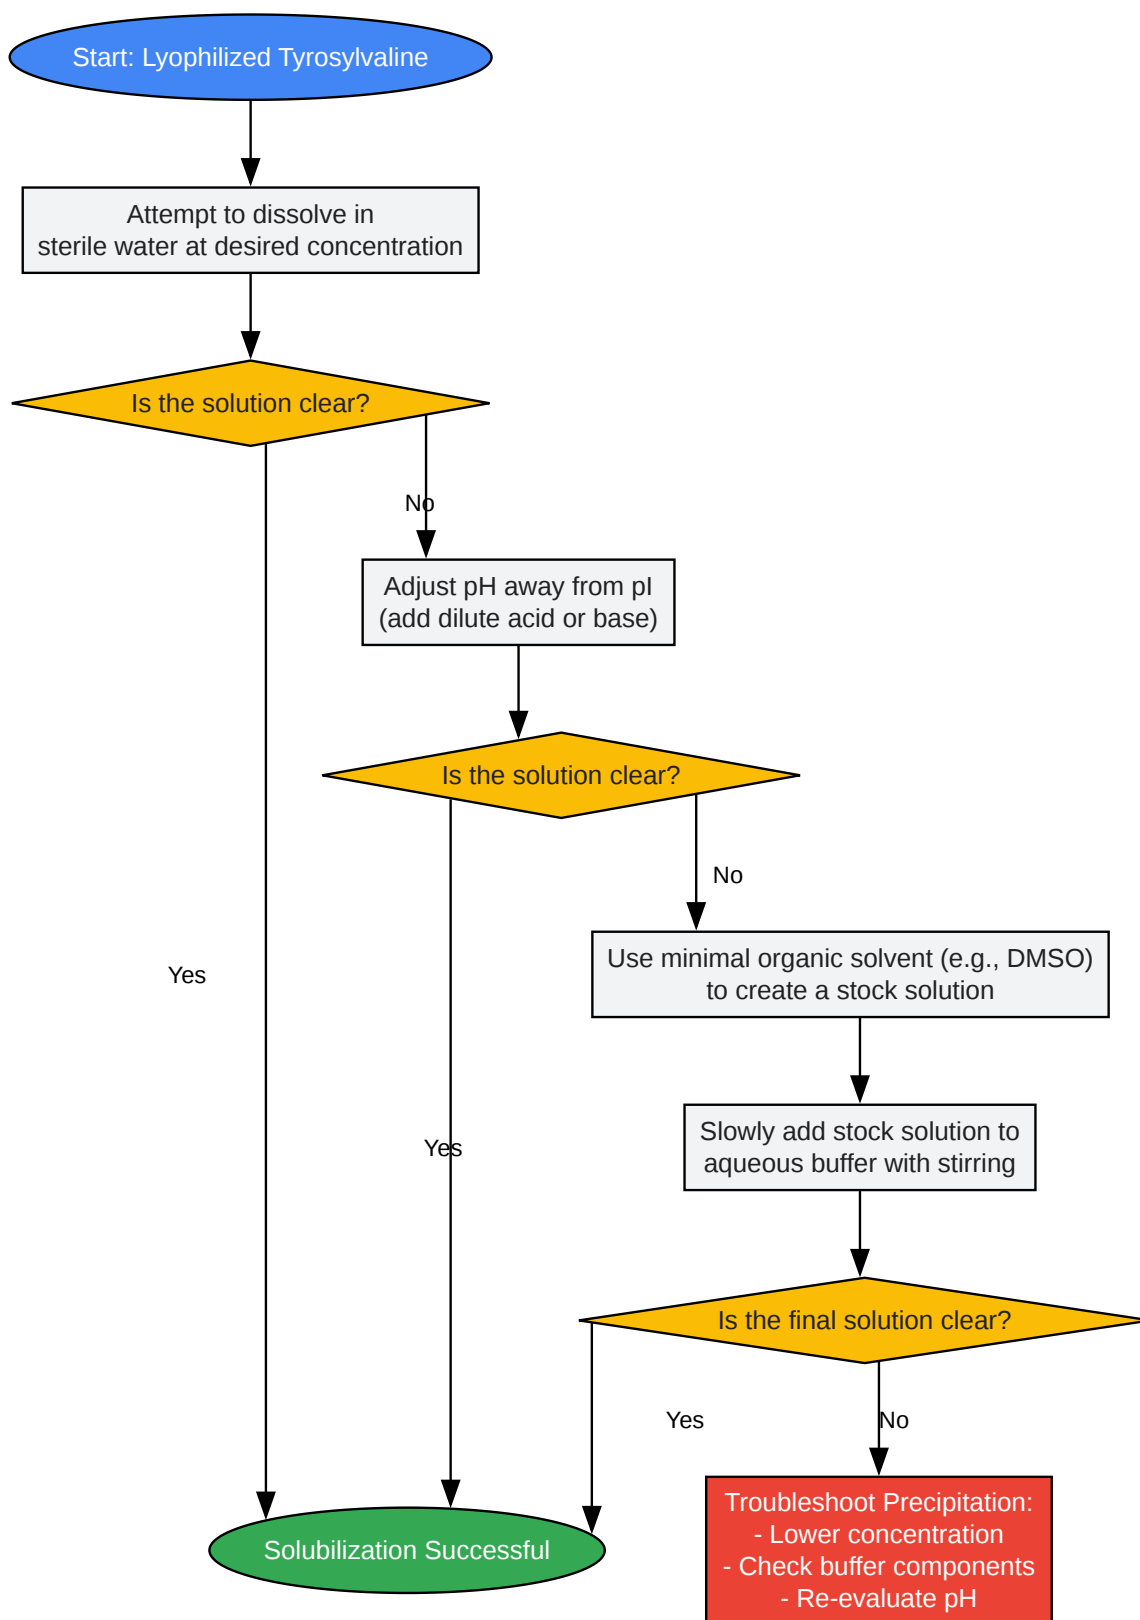 Start: Lyophilized Tyrosylvaline
Attempt to dissolve in
sterile water at desired concentration
Is the solution clear?
No
Adjust pH away from pI
(add dilute acid or base)
Is the solution clear?
No
Use minimal organic solvent (e.g., DMSO)
to create a stock solution
Yes
Slowly add stock solution to
aqueous buffer with stirring
Yes
Is the final solution clear?
Yes
No
Troubleshoot Precipitation:
- Lower concentration
- Check buffer components
- Re-evaluate pH
Solubilization Successful